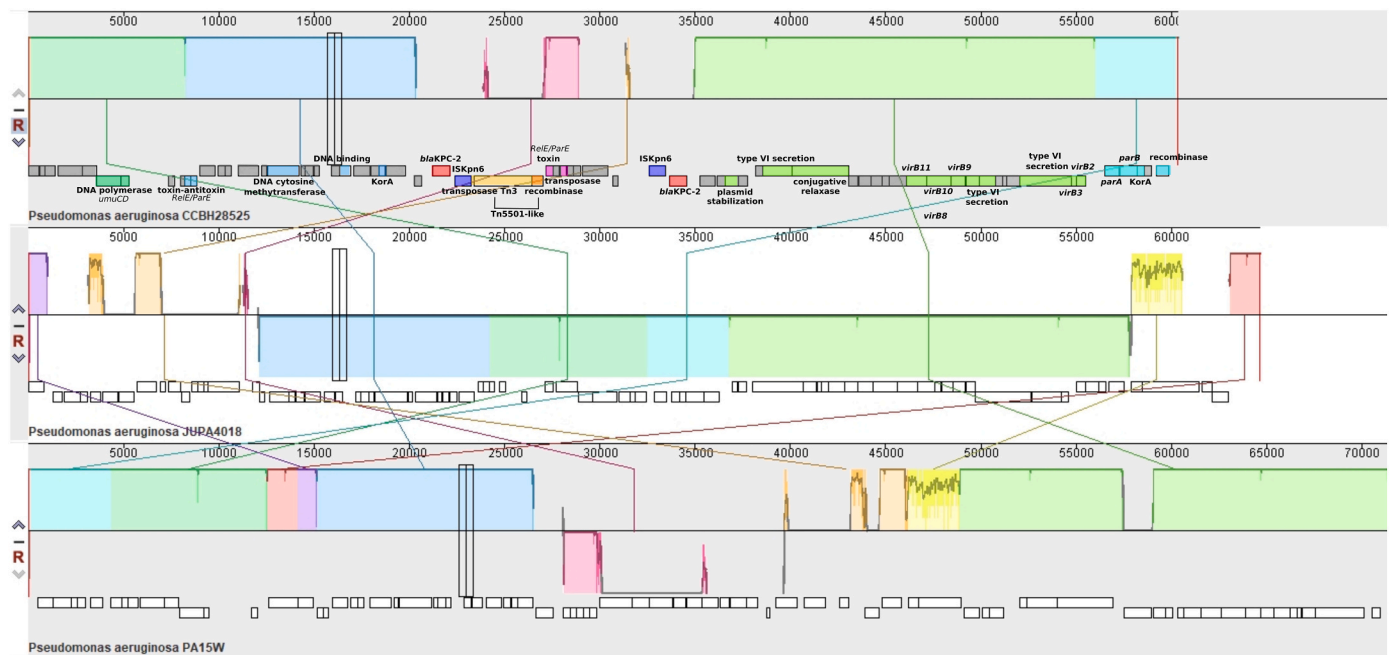 5000 10000 15000 20000 25000 30000 35000 40000 45000 50000 55000 6000
R
RelE/ParE
DNA binding blaKPC-2 toxin ISKpn6 type VI secretion virB11 virB9 type VI parB recombinase
ISKpn6 secretion virB2
DNA polymerase toxin-antitoxin DNA cytosine KorA transposase Tn3 recombinase transposase blaKPC-2 plasmid conjugative virB10 type VI virB3 parA KorA
umuCD RelE/ParE methytransferase stabilization relaxase secretion
Tn5501-like
virB8
Pseudomonas aeruginosa CCBH28525
5000 10000 15000 20000 25000 30000 35000 40000 45000 50000 55000 60000
R
Pseudomonas aeruginosa JUPA4018
5000 10000 15000 20000 25000 30000 35000 40000 45000 50000 55000 60000 65000 70000
R
Pseudomonas aeruginosa PA15W